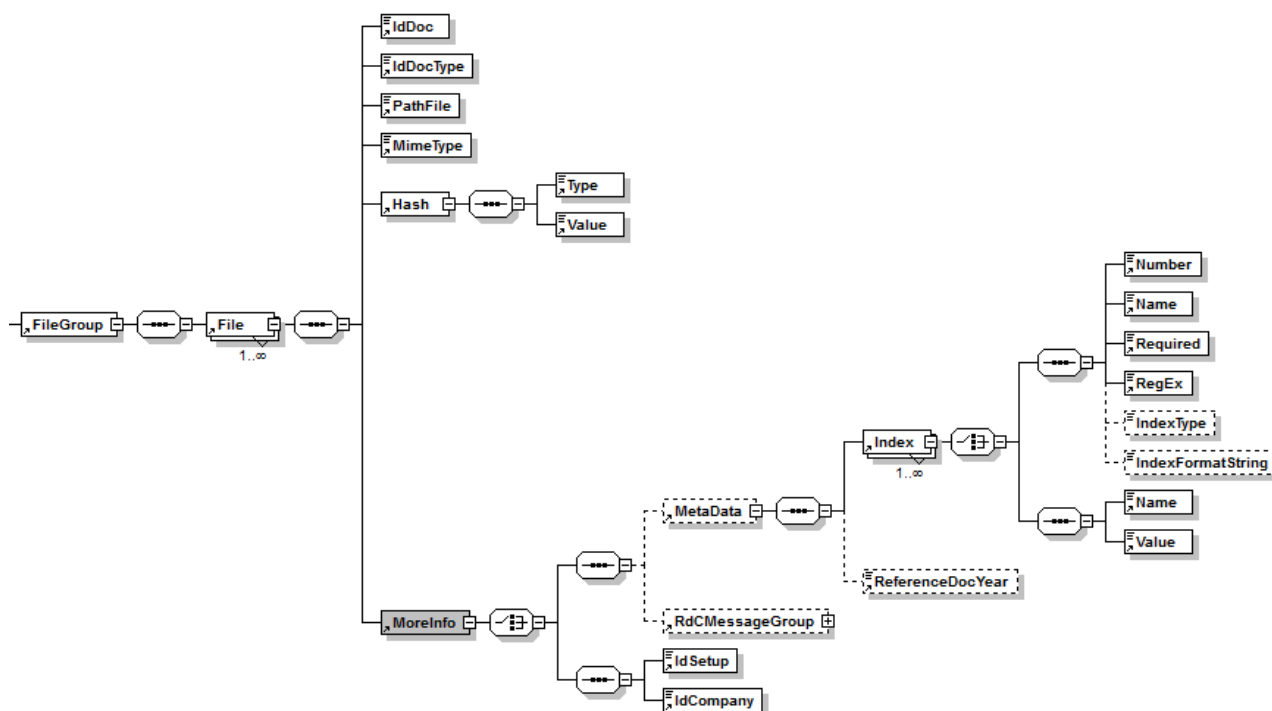 IdDoc
IdDocType
PathFile
MimeType
Type
Hash
Value
Number
Name
FileGroup
File
Required
1..∞
RegEx
IndexType
Index
IndexFormatString
1..∞
Name
MetaData
Value
ReferenceDocYear
MoreInfo
RdCMessageGroup
IdSetup
IdCompany